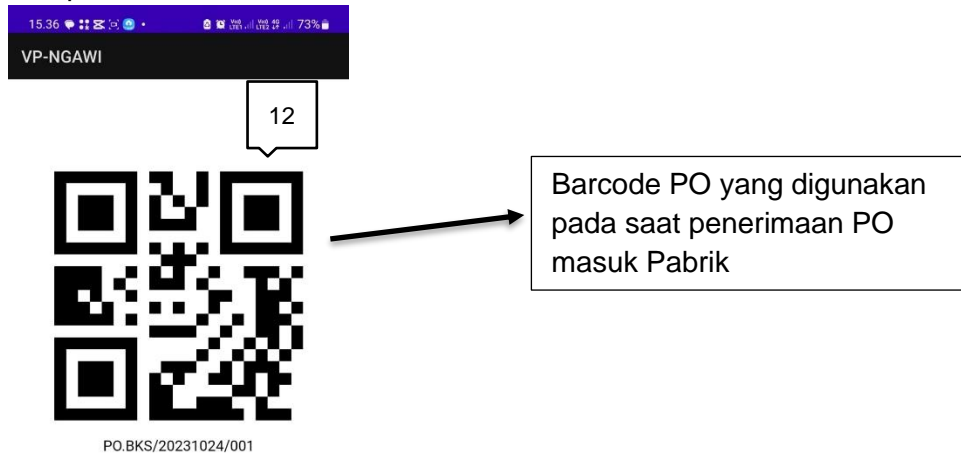 15.36 73%
VP-NGAWI
12
Barcode PO yang digunakan
pada saat penerimaan PO
masuk Pabrik
PO.BKS/20231024/001